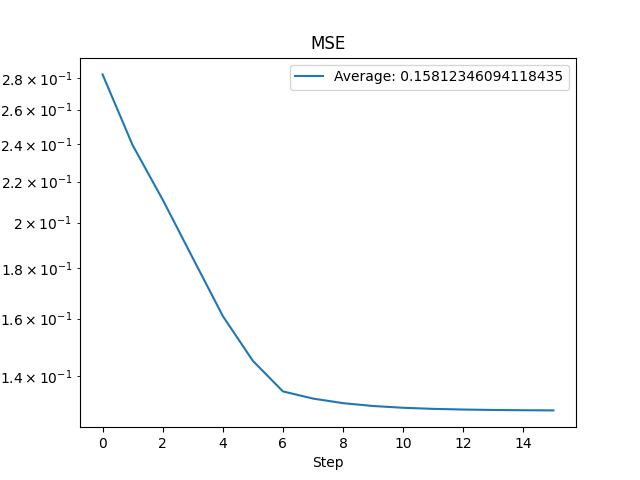 MSE
Average: 0.15812346094118435
2.8 × 10⁻¹
2.6 × 10⁻¹
2.4 × 10⁻¹
2.2 × 10⁻¹
2 × 10⁻¹
1.8 × 10⁻¹
1.6 × 10⁻¹
1.4 × 10⁻¹
0 2 4 6 8 10 12 14
Step